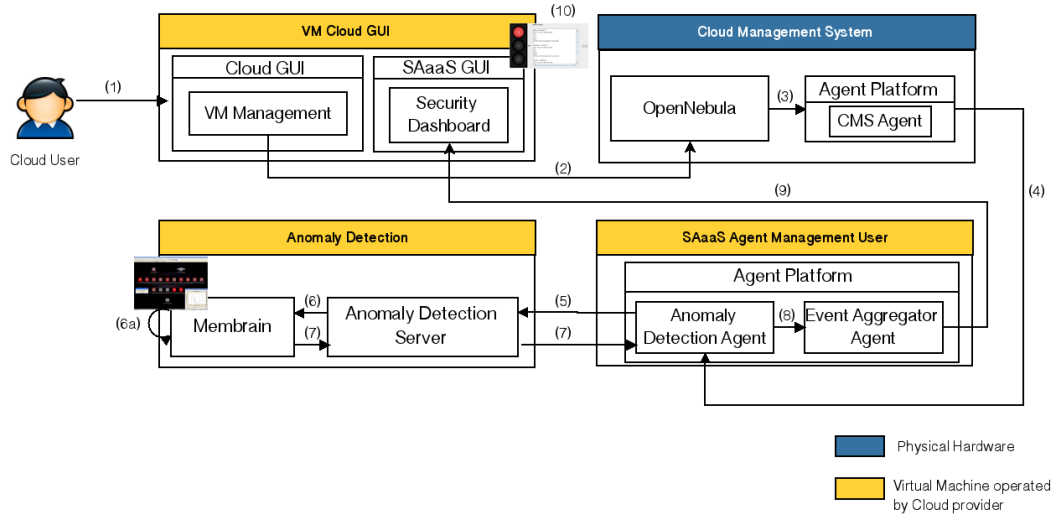 (10)
VM Cloud GUI
Cloud Management System
Cloud GUI
SAaaS GUI
VM Management
Security
Dashboard
OpenNebula
Agent Platform
CMS Agent
(1)
(3)
Cloud User
(2)
(9)
(4)
Anomaly Detection
SAaaS Agent Management User
Agent Platform
(6a)
Membrain
(6)
(7)
Anomaly Detection
Server
(5)
(7)
Anomaly
Detection Agent
(8)
Event Aggregator
Agent
Physical Hardware
Virtual Machine operated
by Cloud provider